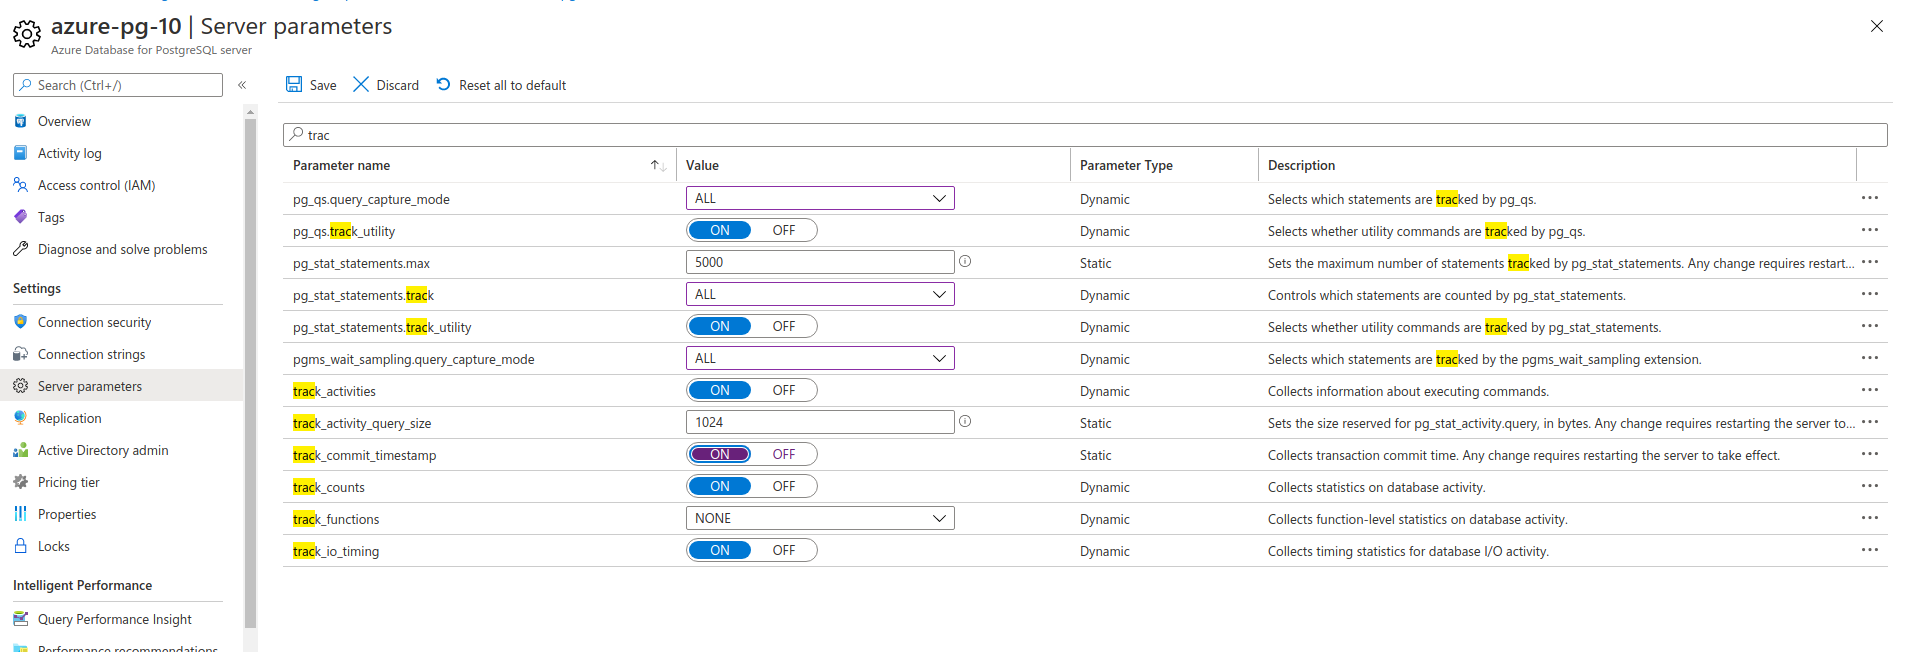 azure-pg-10 | Server parameters
Azure Database for PostgreSQL server
Search (Ctrl+/)
«
Overview
Activity log
Access control (IAM)
Tags
Diagnose and solve problems
Settings
Connection security
Connection strings
Server parameters
Replication
Active Directory admin
Pricing tier
Properties
Locks
Intelligent Performance
Query Performance Insight
Performance recommendations
Save Discard Reset all to default
trac
Parameter name Value Parameter Type Description
pg_qs.query_capture_mode ALL Dynamic Selects which statements are tracked by pg_qs.
pg_qs.track_utility ON OFF Dynamic Selects whether utility commands are tracked by pg_qs.
pg_stat_statements.max 5000 Static Sets the maximum number of statements tracked by pg_stat_statements. Any change requires restart...
pg_stat_statements.track ALL Dynamic Controls which statements are counted by pg_stat_statements.
pg_stat_statements.track_utility ON OFF Dynamic Selects whether utility commands are tracked by pg_stat_statements.
pgms_wait_sampling.query_capture_mode ALL Dynamic Selects which statements are tracked by the pgms_wait_sampling extension.
track_activities ON OFF Dynamic Collects information about executing commands.
track_activity_query_size 1024 Static Sets the size reserved for pg_stat_activity.query, in bytes. Any change requires restarting the server to...
track_commit_timestamp ON OFF Static Collects transaction commit time. Any change requires restarting the server to take effect.
track_counts ON OFF Dynamic Collects statistics on database activity.
track_functions NONE Dynamic Collects function-level statistics on database activity.
track_io_timing ON OFF Dynamic Collects timing statistics for database I/O activity.